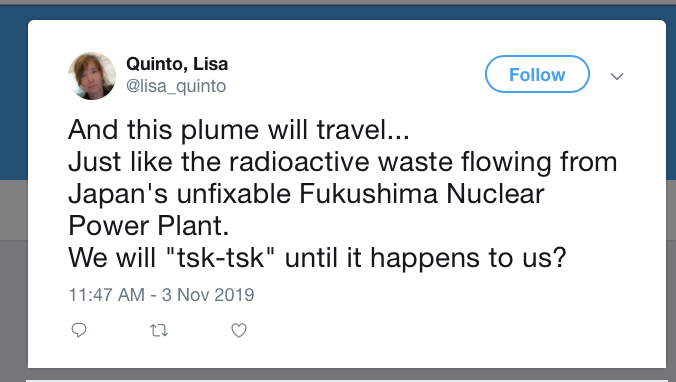 Quinto, Lisa
@lisa_quinto
Follow
And this plume will travel...
Just like the radioactive waste flowing from
Japan's unfixable Fukushima Nuclear
Power Plant.
We will "tsk-tsk" until it happens to us?
11:47 AM - 3 Nov 2019